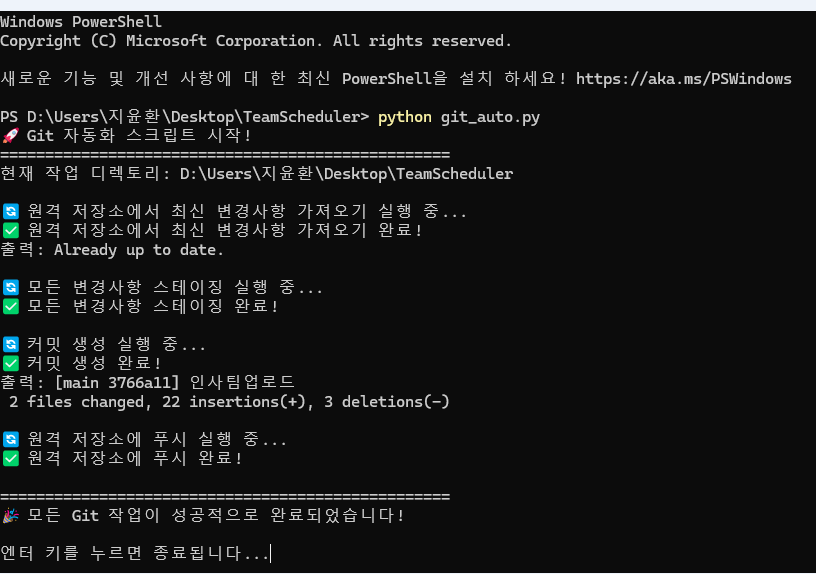 Windows PowerShell
Copyright (C) Microsoft Corporation. All rights reserved.
새로운 기능 및 개선 사항에 대 한 최신 PowerShell을 설치 하세요! https://aka.ms/PSWindows
PS D:\Users\지윤환\Desktop\TeamScheduler> python git_auto.py
🚀 Git 자동화 스크립트 시작!
==================================================
현재 작업 디렉토리: D:\Users\지윤환\Desktop\TeamScheduler
🔄 원격 저장소에서 최신 변경사항 가져오기 실행 중...
✅ 원격 저장소에서 최신 변경사항 가져오기 완료!
출력: Already up to date.
🔄 모든 변경사항 스테이징 실행 중...
✅ 모든 변경사항 스테이징 완료!
🔄 커밋 생성 실행 중...
✅ 커밋 생성 완료!
출력: [main 3766a11] 인사팀업로드
2 files changed, 22 insertions(+), 3 deletions(-)
🔄 원격 저장소에 푸시 실행 중...
✅ 원격 저장소에 푸시 완료!
==================================================
🎉 모든 Git 작업이 성공적으로 완료되었습니다!
엔터 키를 누르면 종료됩니다...